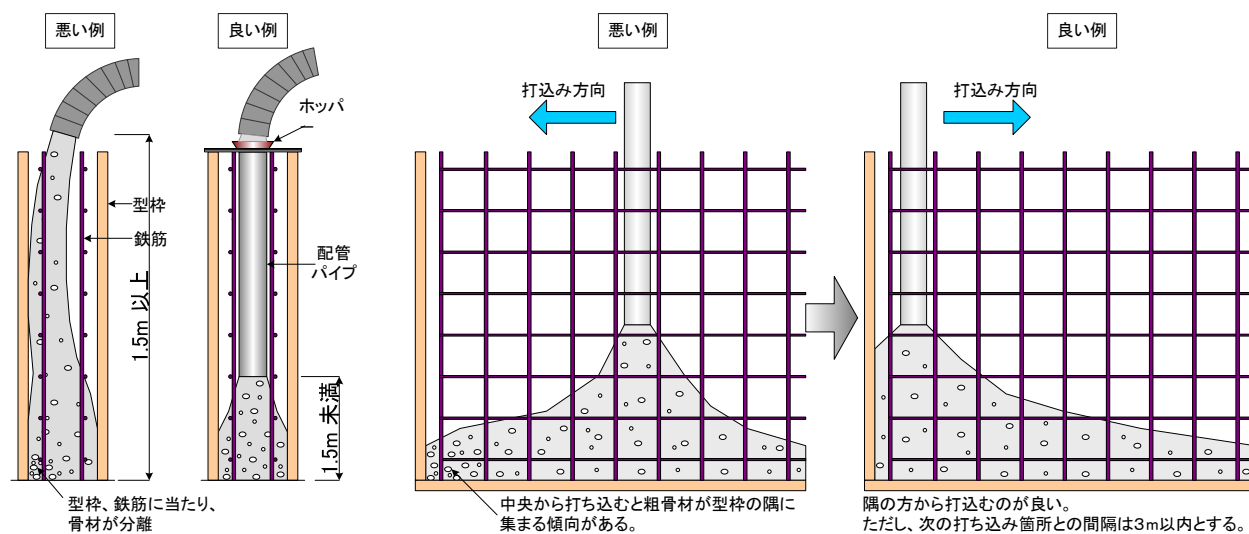 悪い例
良い例
ホッパ
型枠
鉄筋
配管
パイプ
1.5m 以上
1.5m 未満
型枠、鉄筋に当たり、
骨材が分離
悪い例
打込み方向
中央から打ち込むと粗骨材が型枠の隅に
集まる傾向がある。
良い例
打込み方向
隅の方から打込むのが良い。
ただし、次の打ち込み箇所との間隔は3m以内とする。